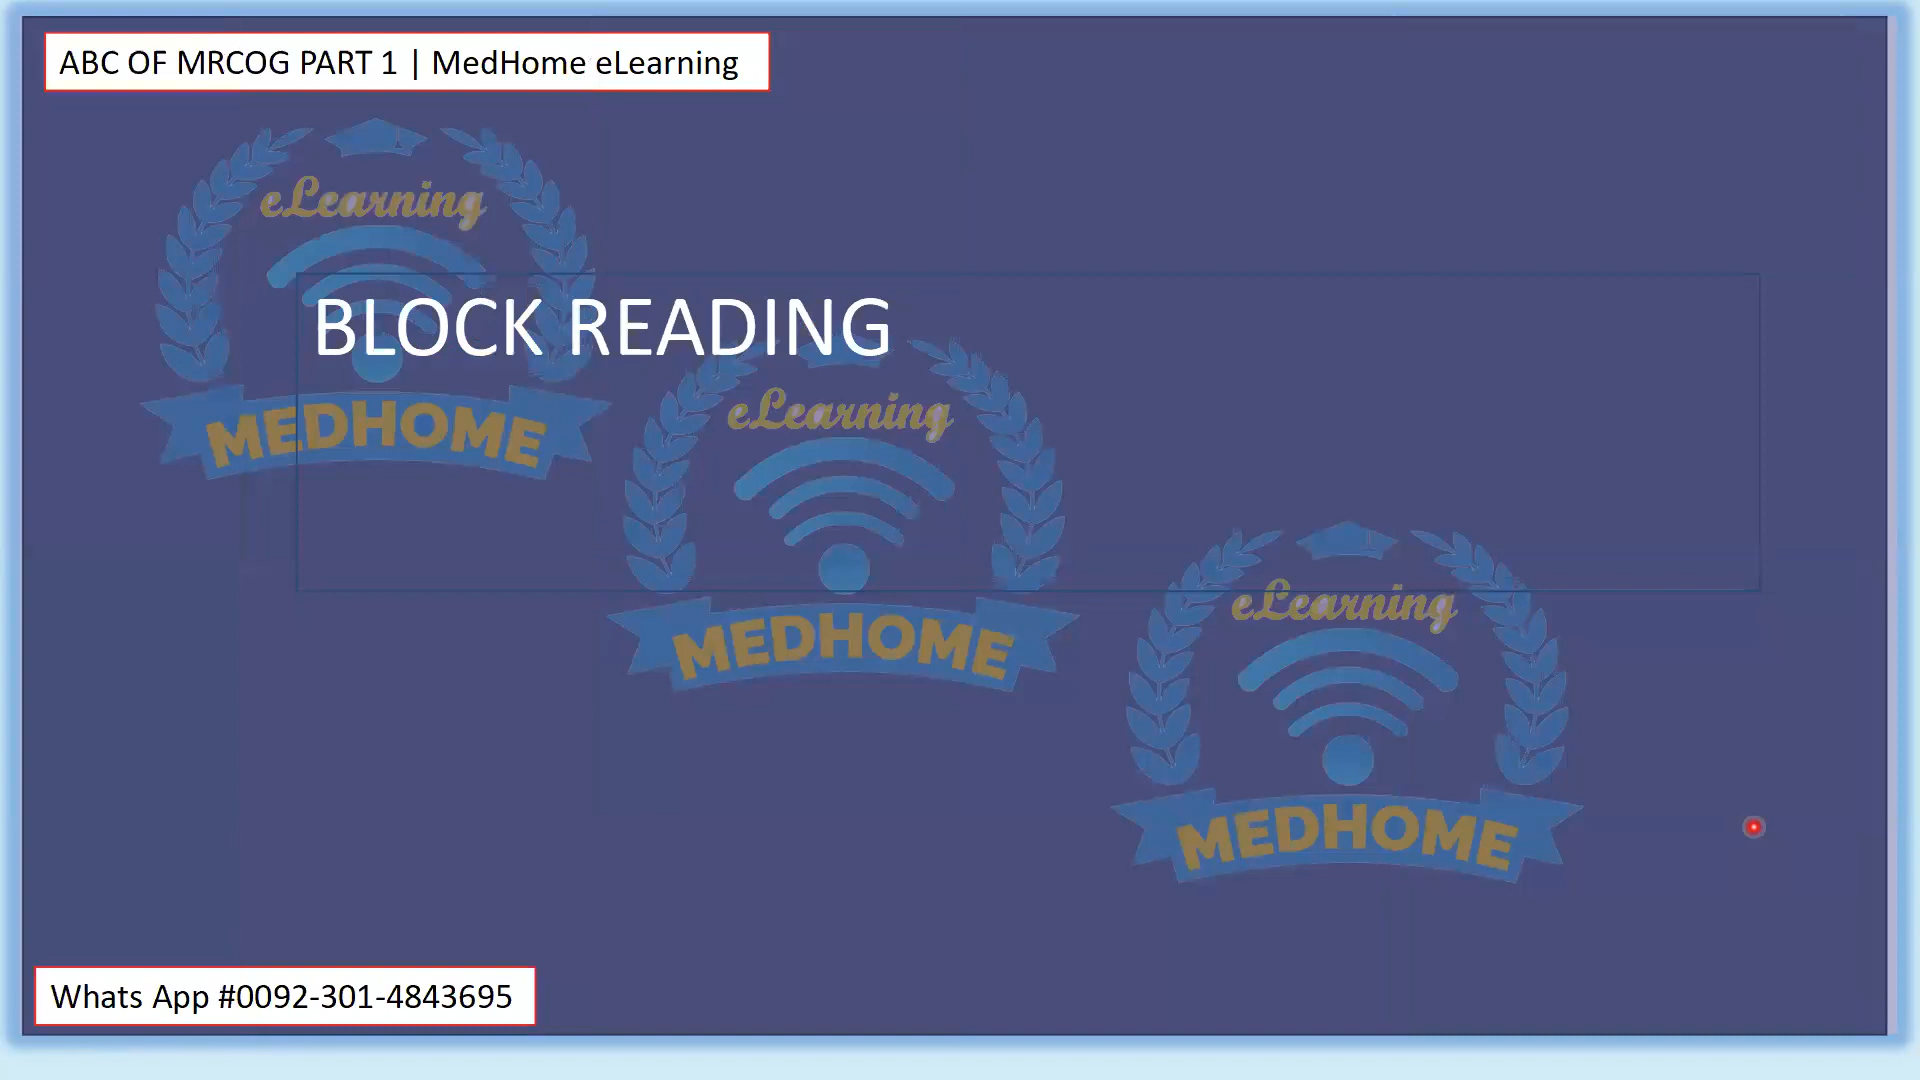 ABC OF MRCOG PART 1 | MedHome eLearning
eLearning
BLOCK READING
MEDHOME
eLearning
MEDHOME
eLearning
MEDHOME
Whats App #0092-301-4843695